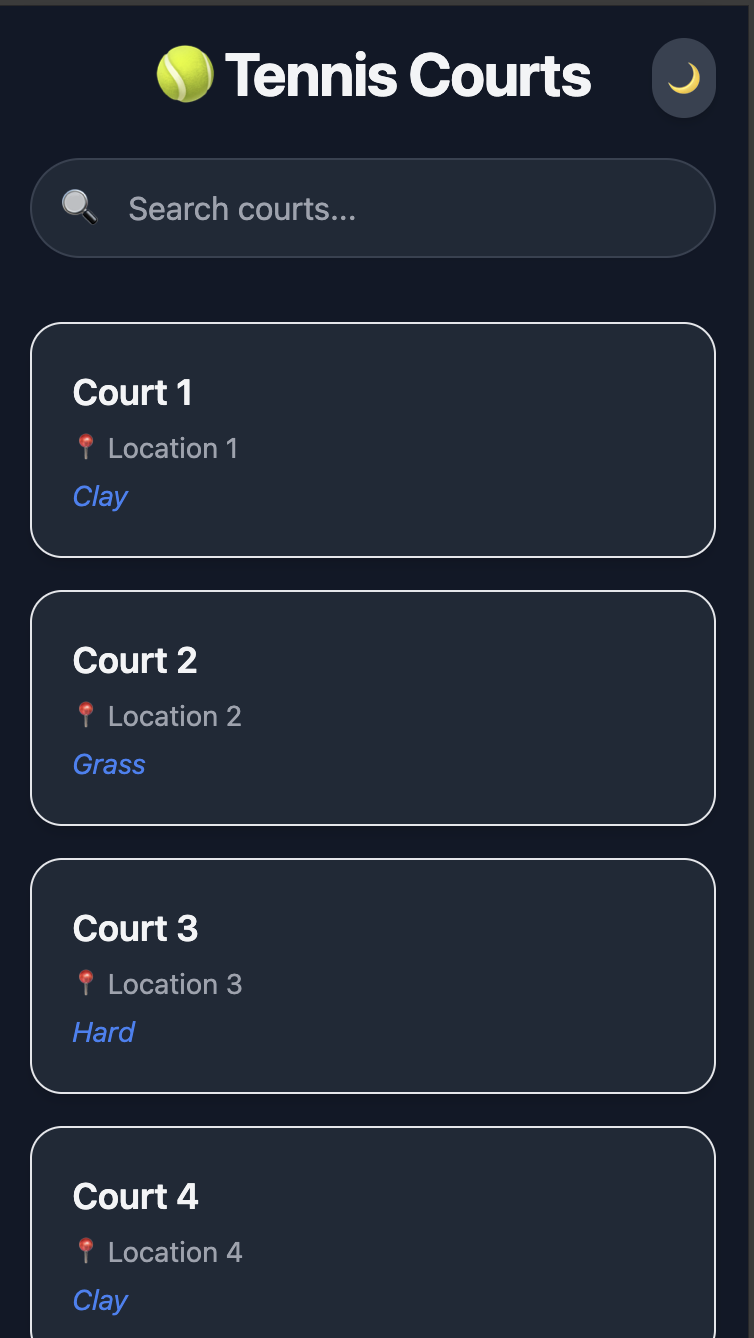 Tennis Courts
Search courts...
Court 1
Location 1
Clay
Court 2
Location 2
Grass
Court 3
Location 3
Hard
Court 4
Location 4
Clay